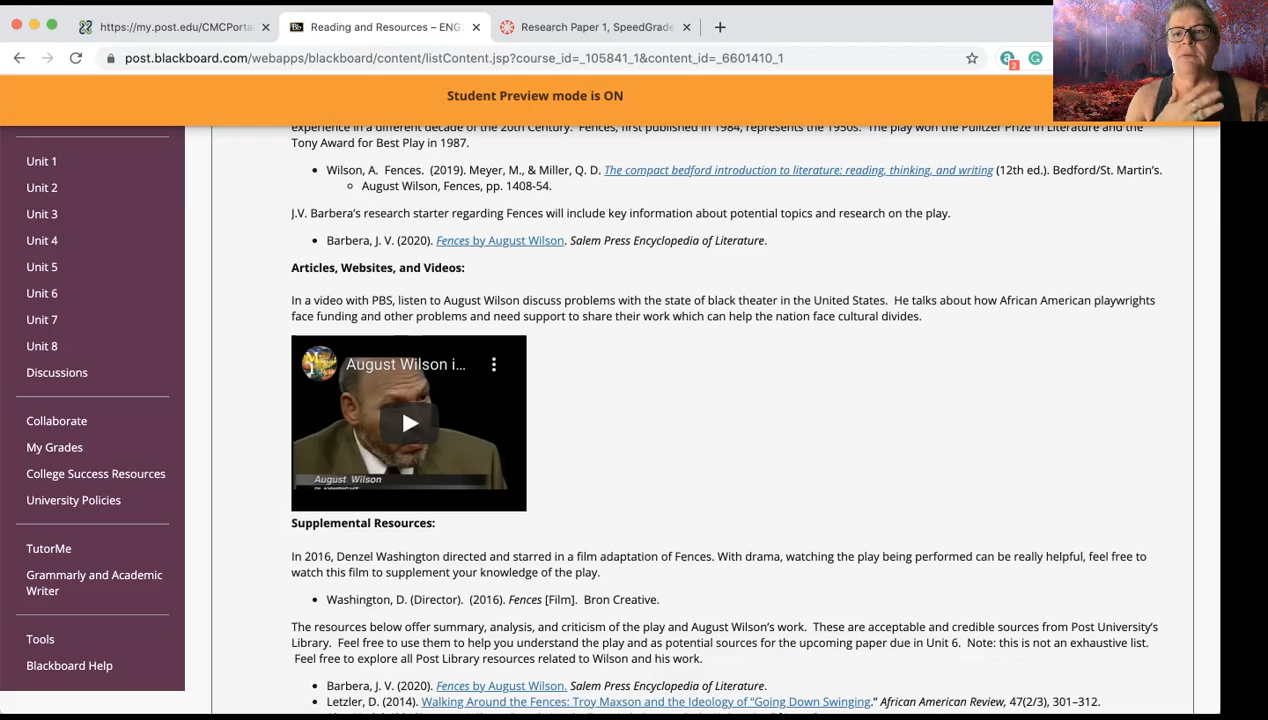 https://my.post.edu/CMCPorta
Reading and Resources – ENG
Research Paper 1, SpeedGrade
post.blackboard.com/webapps/blackboard/content/listContent.jsp?course_id=_105841_1&content_id=_6601410_1
2
Student Preview mode is ON
experience in a different decade of the 20th Century. Fences, first published in 1984, represents the 1950s. The play won the Pulitzer Prize in Literature and the
Tony Award for Best Play in 1987.
Wilson, A. Fences. (2019). Meyer, M., & Miller, Q. D. The compact bedford introduction to literature: reading, thinking, and writing (12th ed.). Bedford/St. Martin's.
August Wilson, Fences, pp. 1408-54.
J.V. Barbera's research starter regarding Fences will include key information about potential topics and research on the play.
Barbera, J. V. (2020). Fences by August Wilson. Salem Press Encyclopedia of Literature.
Articles, Websites, and Videos:
In a video with PBS, listen to August Wilson discuss problems with the state of black theater in the United States. He talks about how African American playwrights
face funding and other problems and need support to share their work which can help the nation face cultural divides.
August Wilson i...
August Wilson
Supplemental Resources:
In 2016, Denzel Washington directed and starred in a film adaptation of Fences. With drama, watching the play being performed can be really helpful, feel free to
watch this film to supplement your knowledge of the play.
Washington, D. (Director). (2016). Fences [Film]. Bron Creative.
The resources below offer summary, analysis, and criticism of the play and August Wilson's work. These are acceptable and credible sources from Post University's
Library. Feel free to use them to help you understand the play and as potential sources for the upcoming paper due in Unit 6. Note: this is not an exhaustive list.
Feel free to explore all Post Library resources related to Wilson and his work.
Barbera, J. V. (2020). Fences by August Wilson. Salem Press Encyclopedia of Literature.
Letzler, D. (2014). Walking Around the Fences: Troy Maxson and the Ideology of "Going Down Swinging." African American Review, 47(2/3), 301–312.
Unit 1
Unit 2
Unit 3
Unit 4
Unit 5
Unit 6
Unit 7
Unit 8
Discussions
Collaborate
My Grades
College Success Resources
University Policies
TutorMe
Grammarly and Academic
Writer
Tools
Blackboard Help